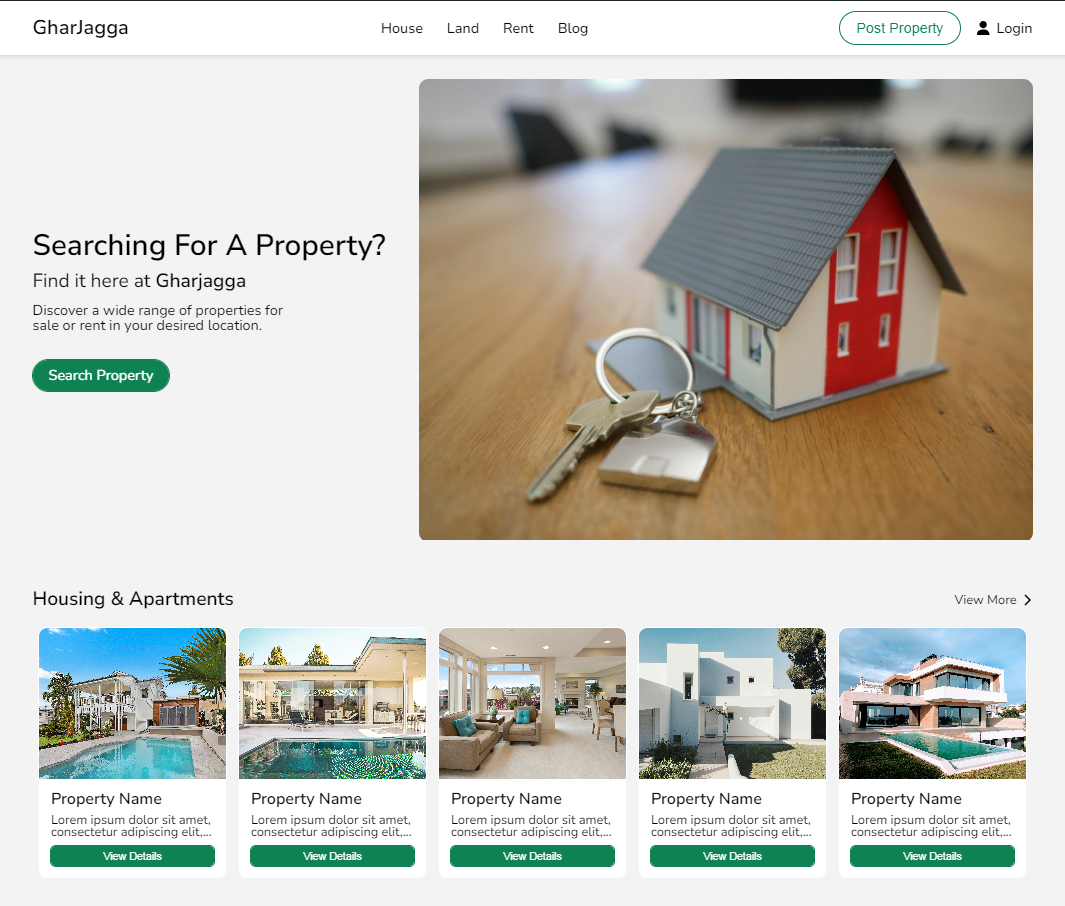 GharJagga
House Land Rent Blog
Post Property
Login
Searching For A Property?
Find it here at Gharjagga
Discover a wide range of properties for
sale or rent in your desired location.
Search Property
Housing & Apartments
View More
Property Name
Lorem ipsum dolor sit amet,
consectetur adipiscing elit,...
View Details
Property Name
Lorem ipsum dolor sit amet,
consectetur adipiscing elit,...
View Details
Property Name
Lorem ipsum dolor sit amet,
consectetur adipiscing elit,...
View Details
Property Name
Lorem ipsum dolor sit amet,
consectetur adipiscing elit,...
View Details
Property Name
Lorem ipsum dolor sit amet,
consectetur adipiscing elit,...
View Details